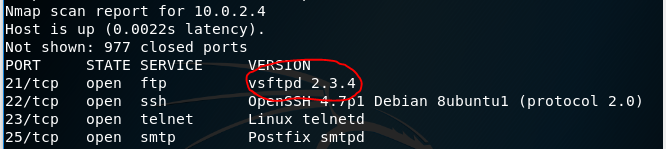 Nmap scan report for 10.0.2.4
Host is up (0.0022s latency).
Not shown: 977 closed ports
PORT   STATE SERVICE     VERSION
21/tcp   open  ftp         vsftpd 2.3.4
22/tcp   open  ssh         OpenSSH 4.7p1 Debian 8ubuntu1 (protocol 2.0)
23/tcp   open  telnet      Linux telnetd
25/tcp   open  smtp        Postfix smtpd